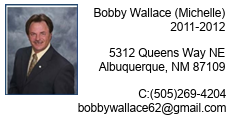 Bobby Wallace (Michelle)
2011-2012
5312 Queens Way NE
Albuquerque, NM 87109
C:(505)269-4204
bobbywallace62@gmail.com